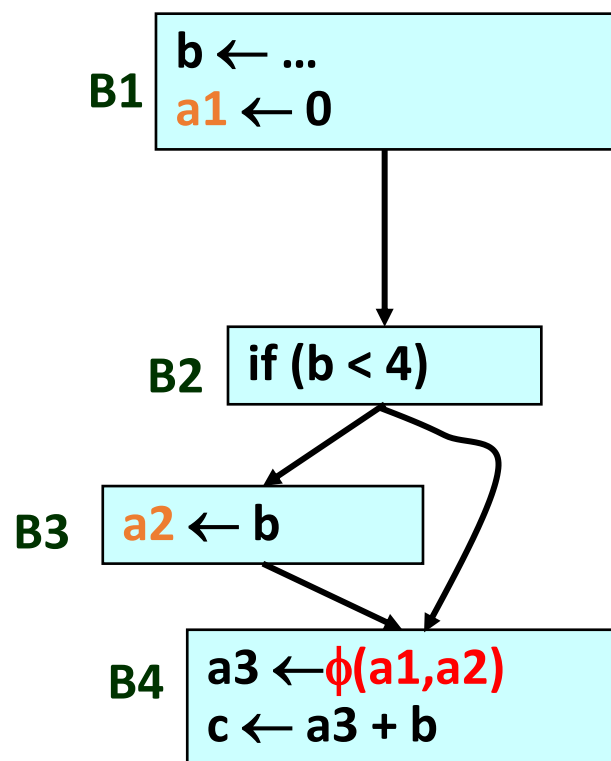 B1
b ← ...
a1 ← 0
B2
if (b < 4)
B3
a2 ← b
B4
a3 ←ϕ(a1,a2)
c ← a3 + b